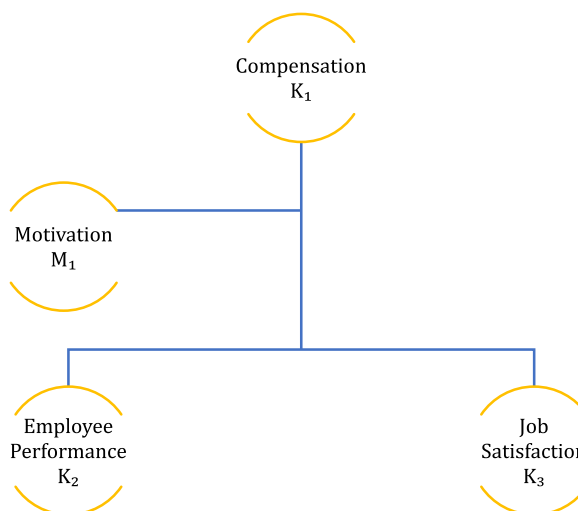 Compensation
K₁
Motivation
M₁
Employee
Performance
K₂
Job
Satisfaction
K₃